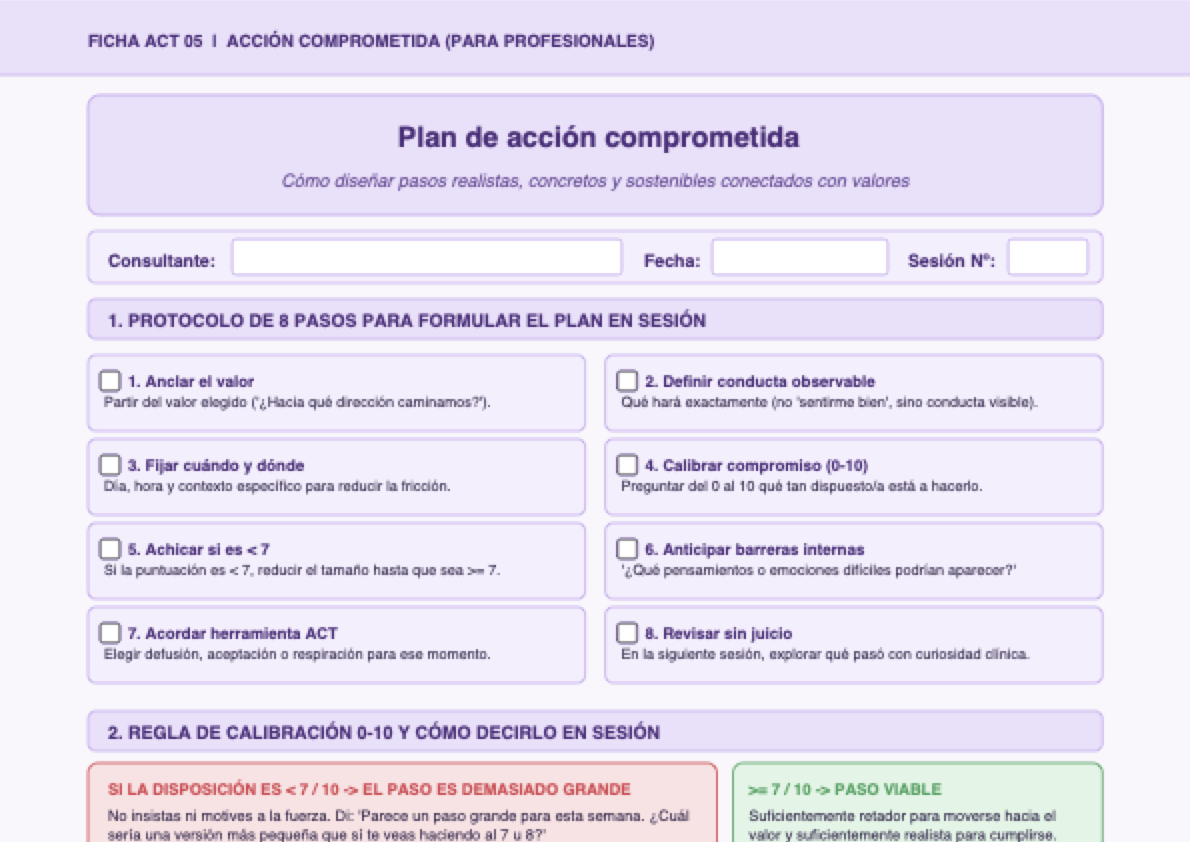 FICHA ACT 05 | ACCIÓN COMPROMETIDA (PARA PROFESIONALES)
Plan de acción comprometida
Cómo diseñar pasos realistas, concretos y sostenibles conectados con valores
Consultante:
Fecha:
Sesión Nº:
1. PROTOCOLO DE 8 PASOS PARA FORMULAR EL PLAN EN SESIÓN
1. Anclar el valor
Partir del valor elegido ('¿Hacia qué dirección caminamos?').
2. Definir conducta observable
Qué hará exactamente (no 'sentirme bien', sino conducta visible).
3. Fijar cuándo y dónde
Día, hora y contexto específico para reducir la fricción.
4. Calibrar compromiso (0-10)
Preguntar del 0 al 10 qué tan dispuesto/a está a hacerlo.
5. Achicar si es < 7
Si la puntuación es < 7, reducir el tamaño hasta que sea >= 7.
6. Anticipar barreras internas
'¿Qué pensamientos o emociones difíciles podrían aparecer?'
7. Acordar herramienta ACT
Elegir defusión, aceptación o respiración para ese momento.
8. Revisar sin juicio
En la siguiente sesión, explorar qué pasó con curiosidad clínica.
2. REGLA DE CALIBRACIÓN 0-10 Y CÓMO DECIRLO EN SESIÓN
SI LA DISPOSICIÓN ES < 7 / 10 -> EL PASO ES DEMASIADO GRANDE
No insistas ni motives a la fuerza. Di: 'Parece un paso grande para esta semana. ¿Cuál
sería una versión más pequeña que sí te veas haciendo al 7 u 8?'
>= 7 / 10 -> PASO VIABLE
Suficientemente retador para moverse hacia el
valor y suficientemente realista para cumplirse.